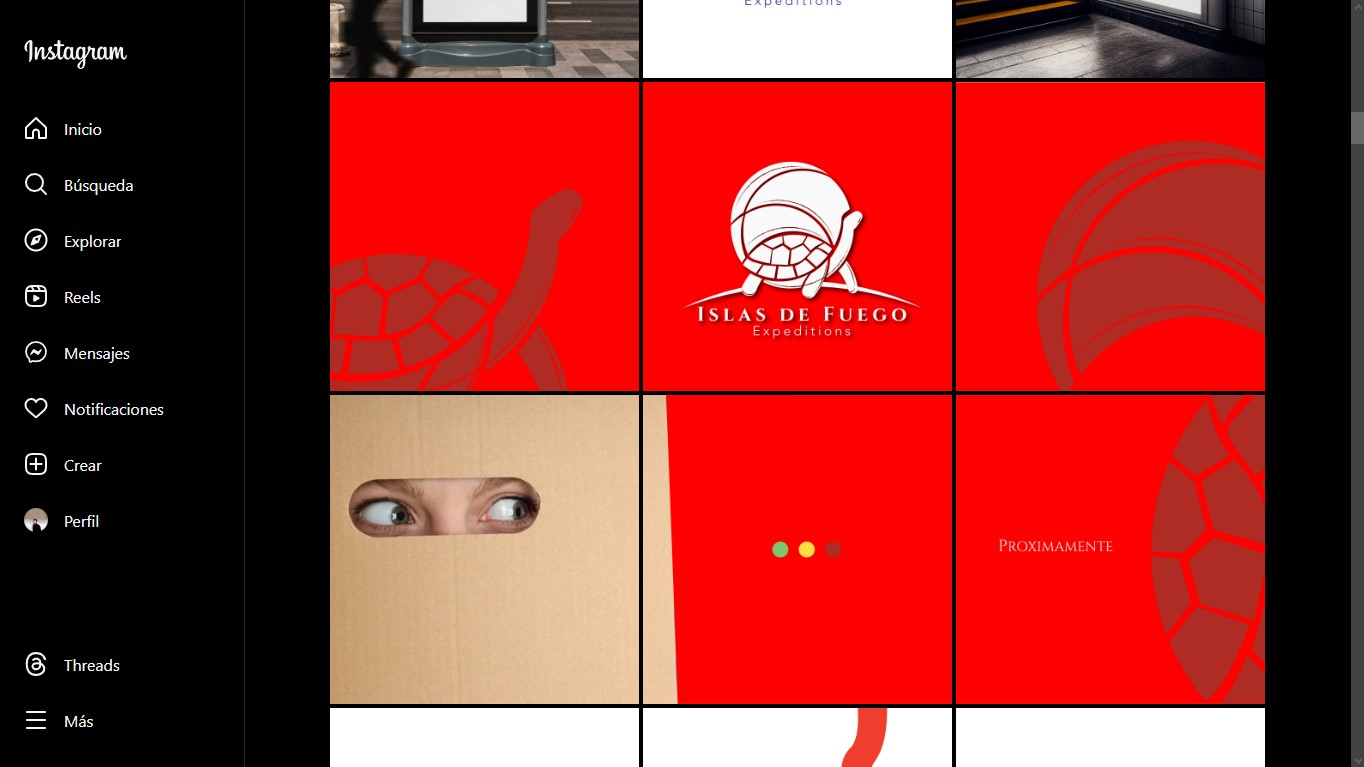 Instagram
Inicio
Búsqueda
Explorar
Reels
Mensajes
Notificaciones
Crear
Perfil
Threads
Más
Expeditions
Islas de Fuego
Expeditions
Proximamente